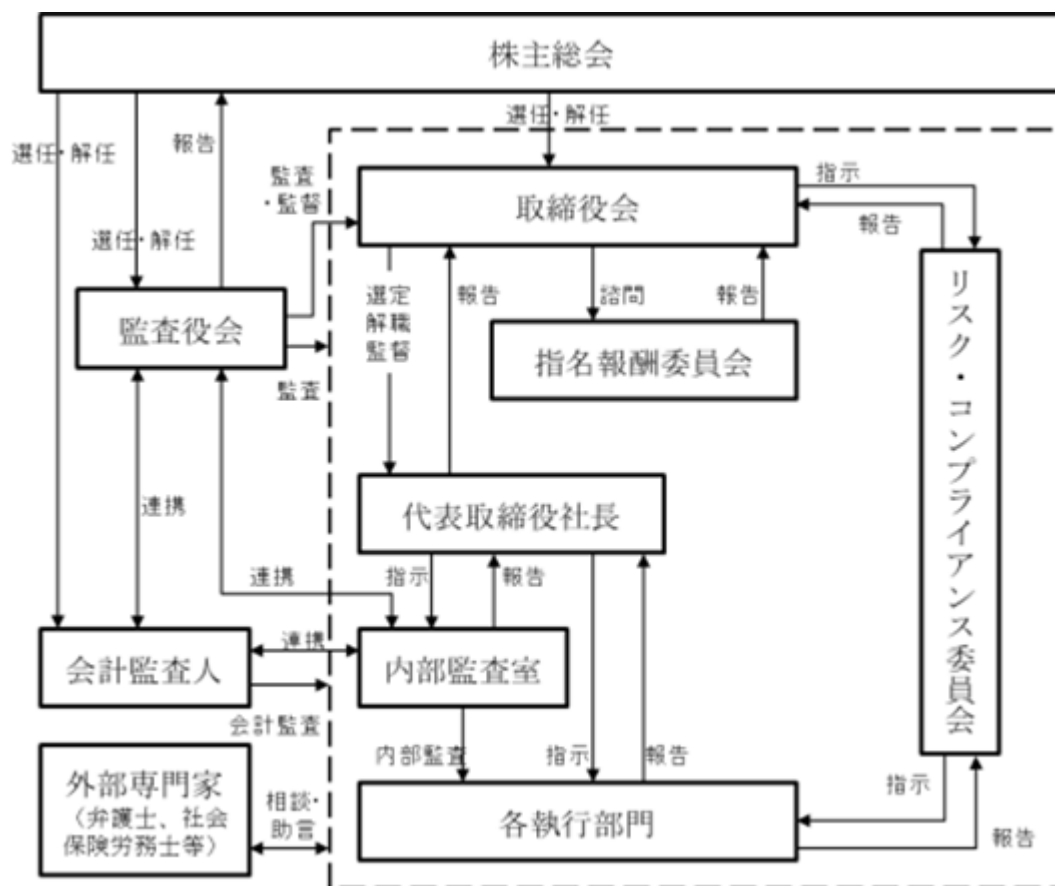 株主総会
選任・解任
選任・解任
報告
選任・解任
監査
・監督
取締役会
指示
報告
監査役会
監査
選定
解職
監督
報告
諮問
報告
指名報酬委員会
リスク・コンプライアンス委員会
連携
代表取締役社長
連携
指示
報告
会計監査人
連携
内部監査室
会計監査
内部監査
指示
報告
指示
外部専門家
（弁護士、社会
保険労務士等）
相談・
助言
各執行部門
報告